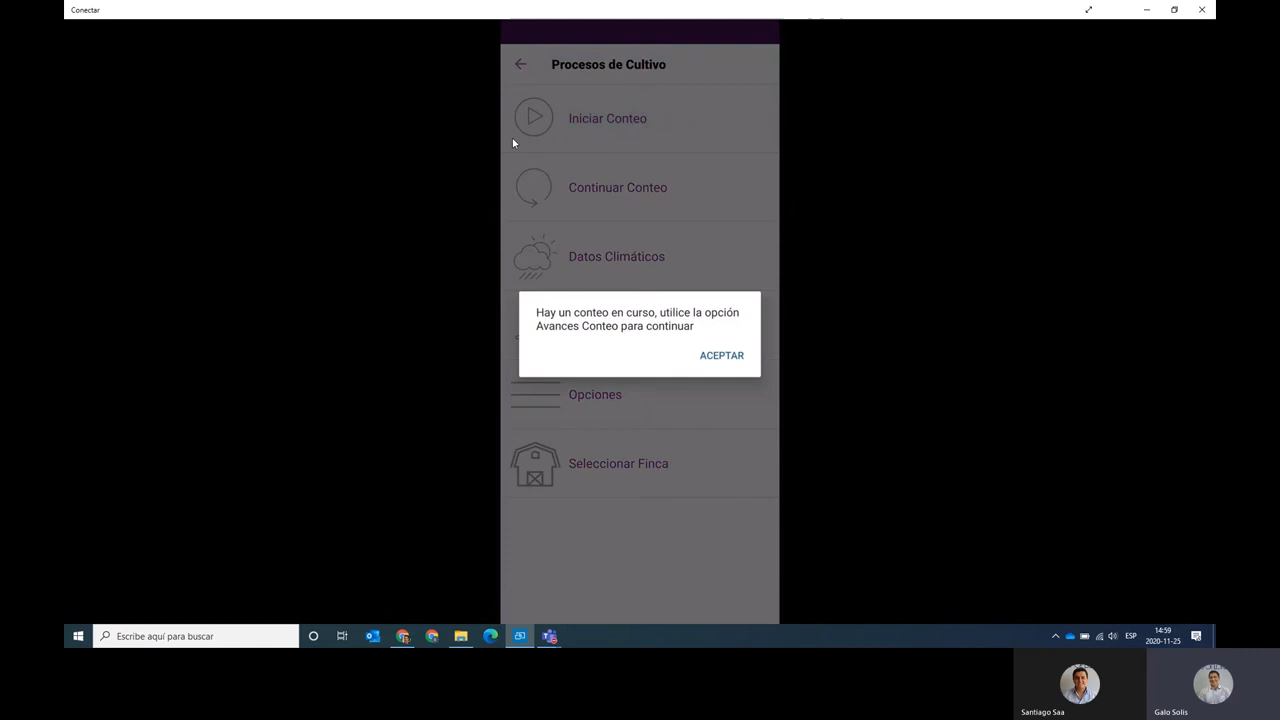 Conectar
Procesos de Cultivo
Iniciar Conteo
Continuar Conteo
Datos Climáticos
Hay un conteo en curso, utilice la opción
Avances Conteo para continuar
ACEPTAR
Opciones
Seleccionar Finca
Escribe aquí para buscar
ESP
14:59
2020-11-25
Santiago Saa
Galo Solis